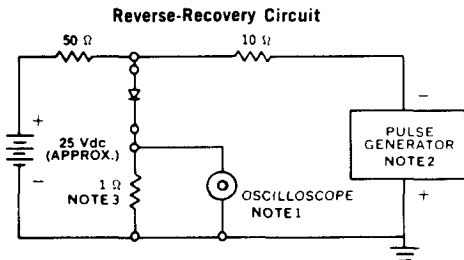 Reverse-Recovery Circuit
50 Ω
10 Ω
+
25 Vdc
(APPROX.)
−
1 Ω
NOTE 3
OSCILLOSCOPE
NOTE 1
−
PULSE
GENERATOR
NOTE 2
+